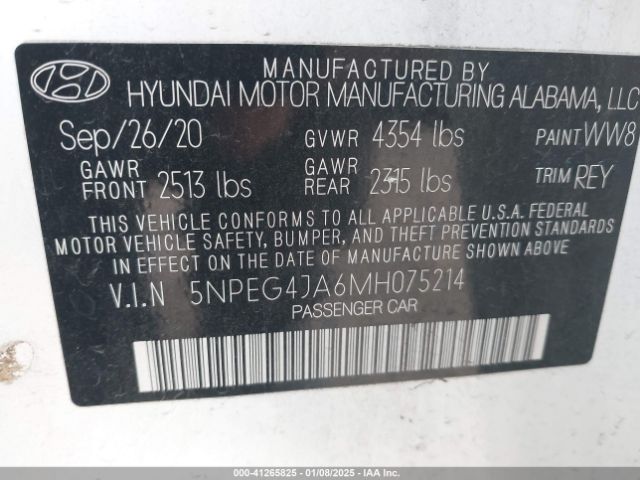 MANUFACTURED BY
HYUNDAI MOTOR MANUFACTURING ALABAMA, LLC
Sep/26/20 GVWR 4354 lbs PAINT WW8
GAWR FRONT 2513 lbs GAWR REAR 2315 lbs TRIM REY
THIS VEHICLE CONFORMS TO ALL APPLICABLE U.S.A. FEDERAL
MOTOR VEHICLE SAFETY, BUMPER, AND THEFT PREVENTION STANDARDS
IN EFFECT ON THE DATE OF MANUFACTURE SHOWN ABOVE
V.I.N 5NPEG4JA6MH075214
PASSENGER CAR
000-41265825 - 01/08/2025 - IAA Inc.